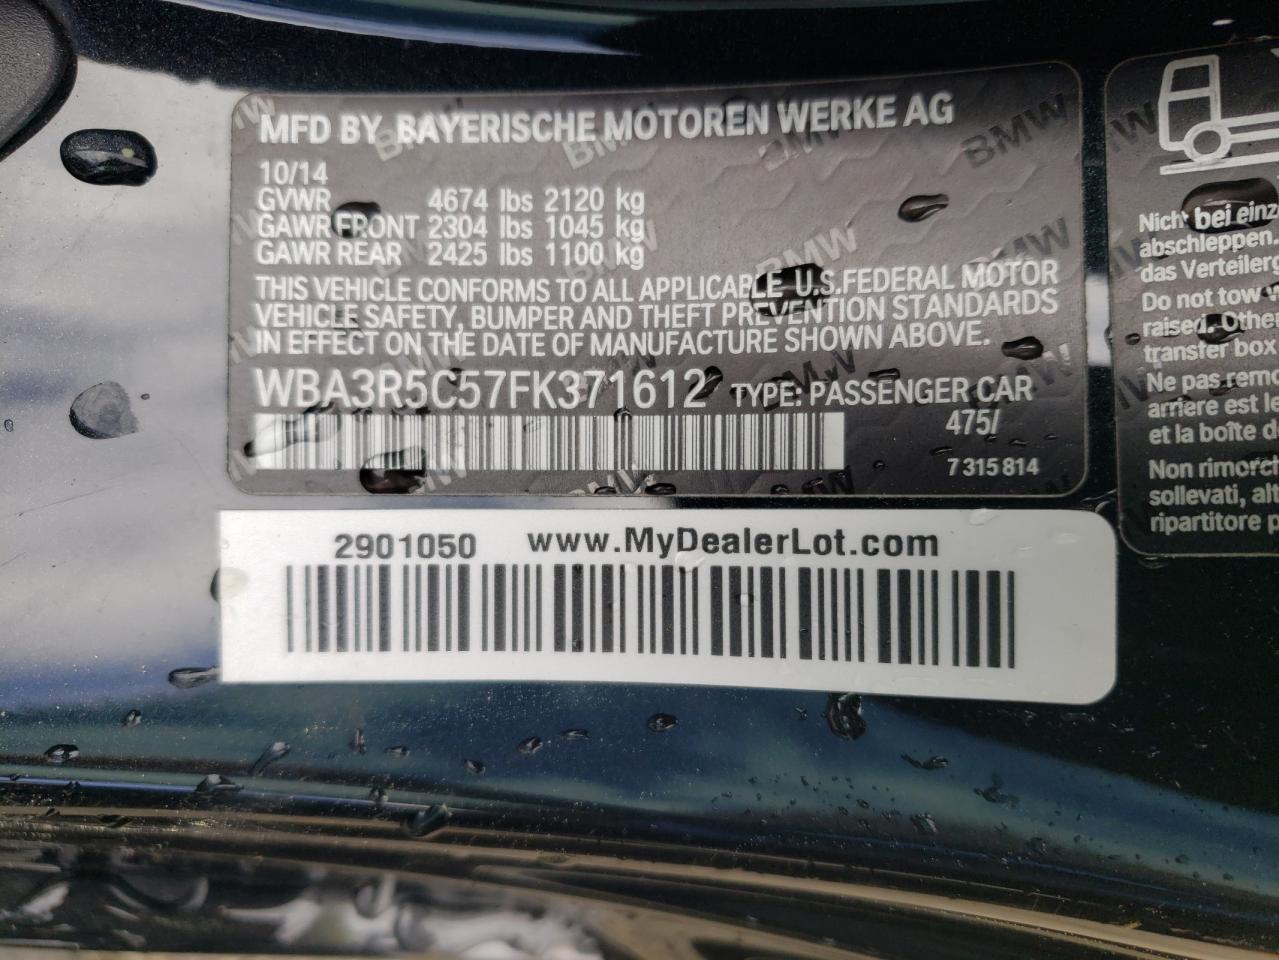 MFD BY BAYERISCHE MOTOREN WERKE AG
10/14
GVWR 4674 lbs 2120 kg
GAWR FRONT 2304 lbs 1045 kg
GAWR REAR 2425 lbs 1100 kg
THIS VEHICLE CONFORMS TO ALL APPLICABLE U.S.FEDERAL MOTOR
VEHICLE SAFETY, BUMPER AND THEFT PREVENTION STANDARDS
IN EFFECT ON THE DATE OF MANUFACTURE SHOWN ABOVE.
WBA3R5C57FK371612 TYPE: PASSENGER CAR
475/
7 315 814
2901050 www.MyDealerLot.com
Nicht bei einz
abschleppen.
das Verteilerg
Do not tow
raised. Othe
transfer box
Ne pas remo
arriere est le
et la boîte d
Non rimorch
sollevati, alt
ripartitore p